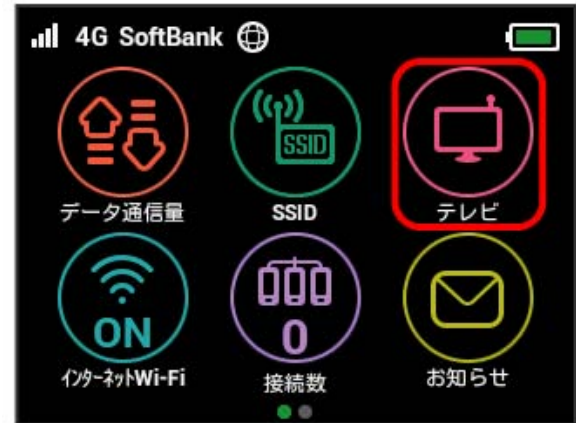 4G SoftBank
データ通信量
SSID
SSID
テレビ
ON
0
インターネットWi-Fi
接続数
お知らせ